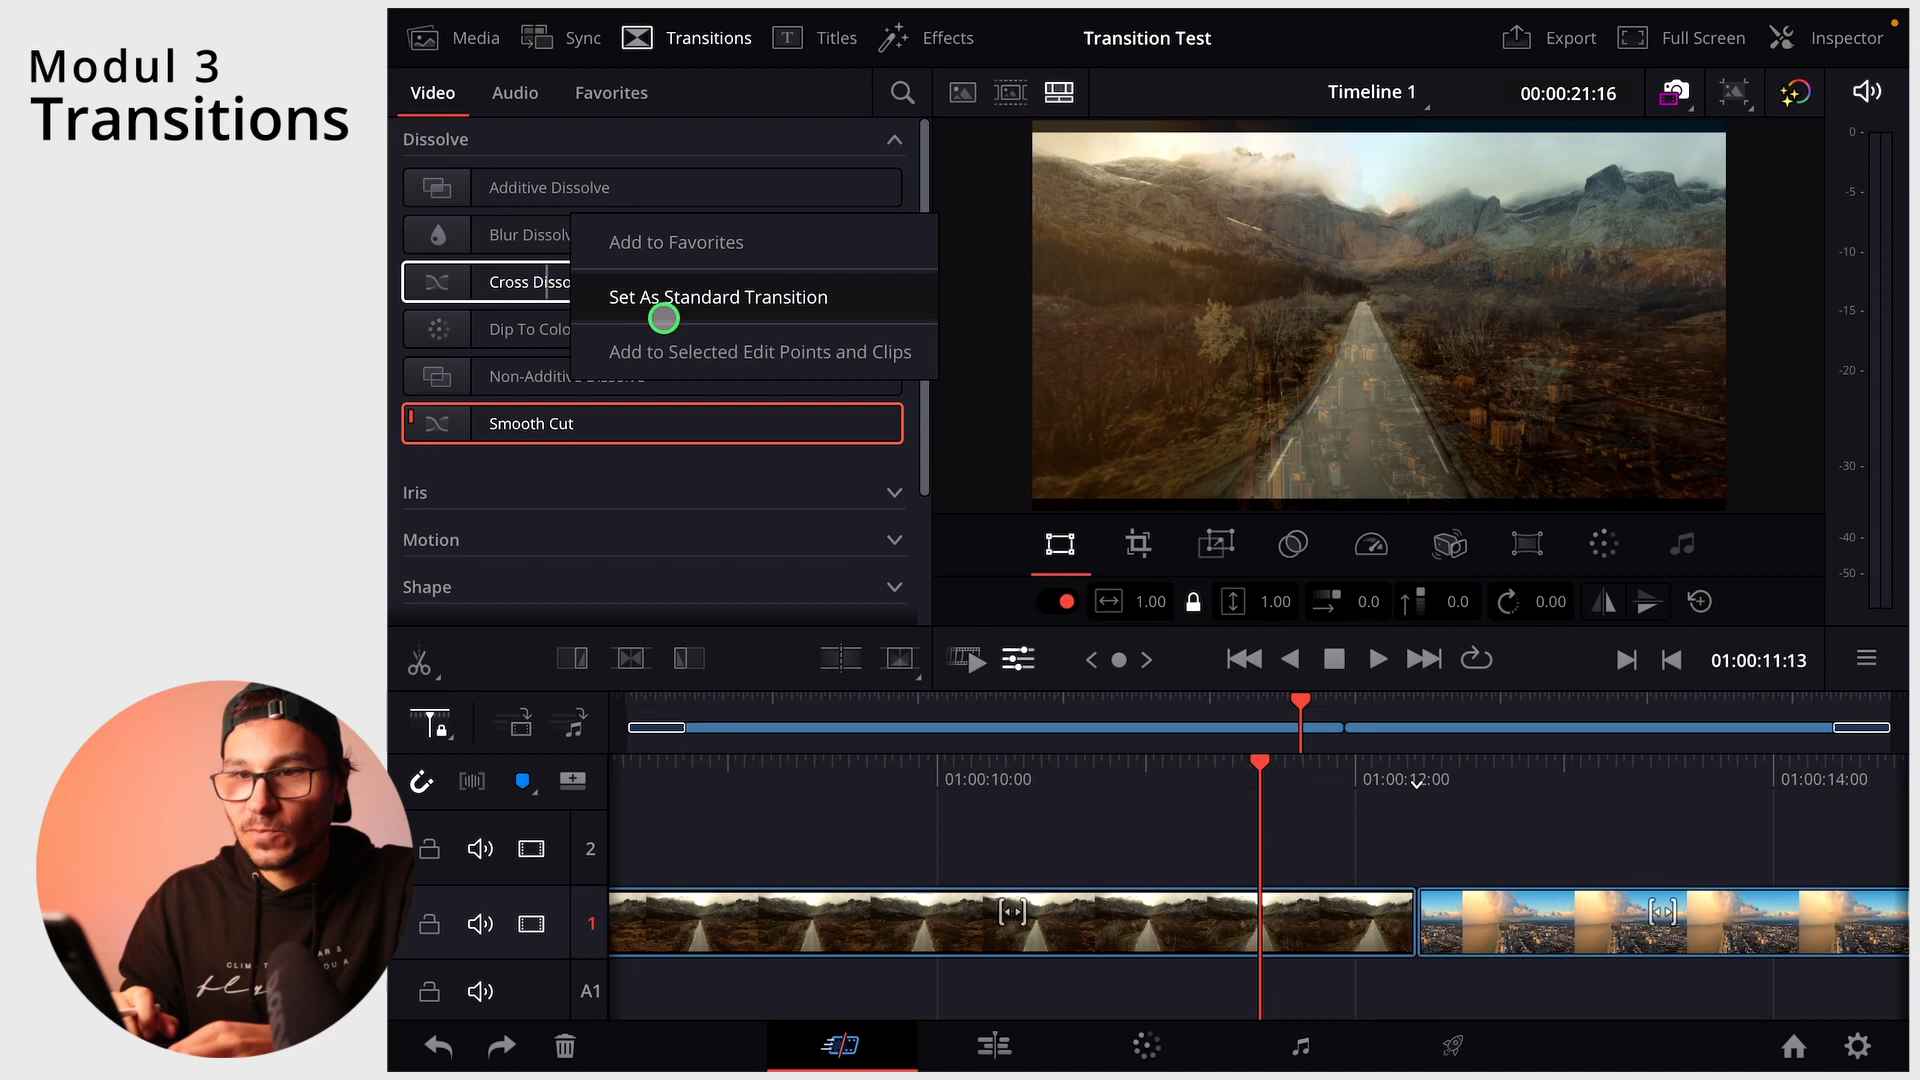 Modul 3
Transitions
Media
Sync
Transitions
Titles
Effects
Transition Test
Export
Full Screen
Inspector
Video
Audio
Favorites
Timeline 1
00:00:21:16
Dissolve
Additive Dissolve
Blur Dissolv
Cross Disso
Dip To Colo
Non-Additive Dissolve
Smooth Cut
Add to Favorites
Set As Standard Transition
Add to Selected Edit Points and Clips
Iris
Motion
Shape
0
-5
-10
-15
-20
-30
-40
-50
1.00
1.00
0.0
0.0
0.00
01:00:11:13
01:00:10:00
01:00:12:00
01:00:14:00
2
1
A1